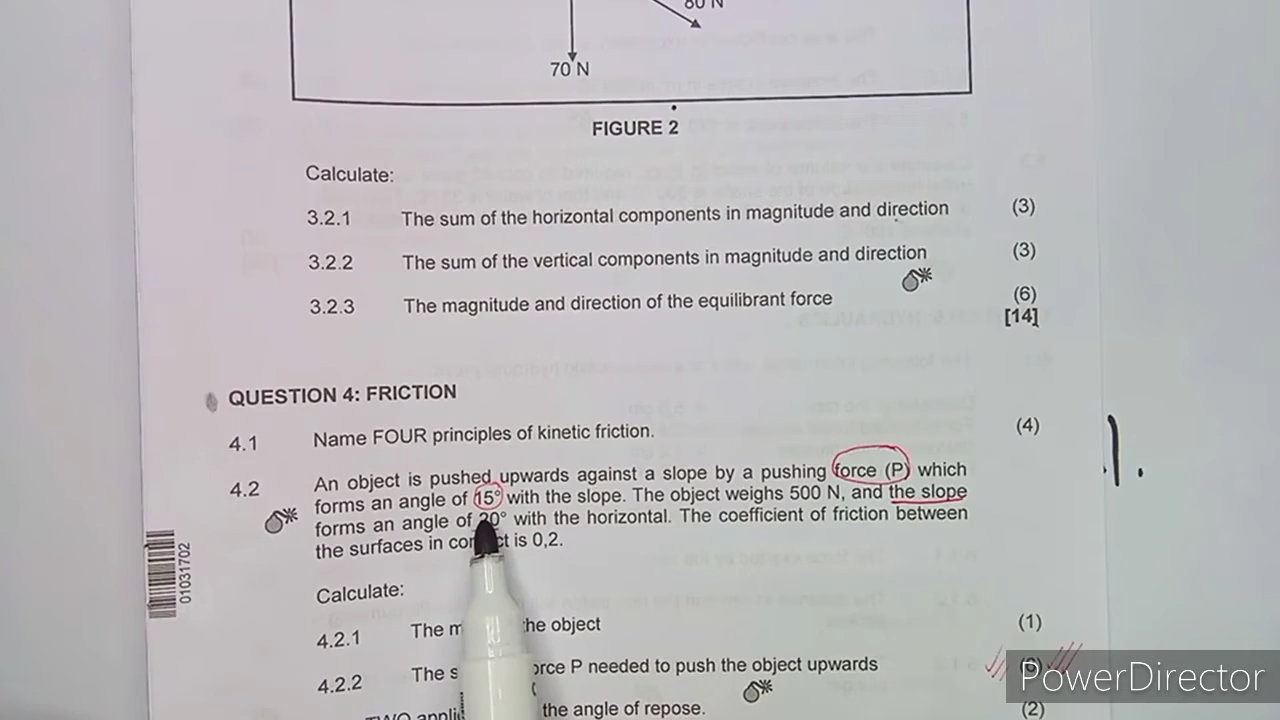 80 N
70 N
FIGURE 2
Calculate:
3.2.1 The sum of the horizontal components in magnitude and direction (3)
3.2.2 The sum of the vertical components in magnitude and direction (3)
3.2.3 The magnitude and direction of the equilibrant force (6)
[14]
QUESTION 4: FRICTION
4.1 Name FOUR principles of kinetic friction. (4)
4.2 An object is pushed upwards against a slope by a pushing force (P) which
forms an angle of 15° with the slope. The object weighs 500 N, and the slope
forms an angle of 20° with the horizontal. The coefficient of friction between
the surfaces in is 0,2.
01031702
Calculate:
4.2.1 The the object (1)
4.2.2 The P needed to push the object upwards
TWO the angle of repose. (2)
1.
PowerDirector